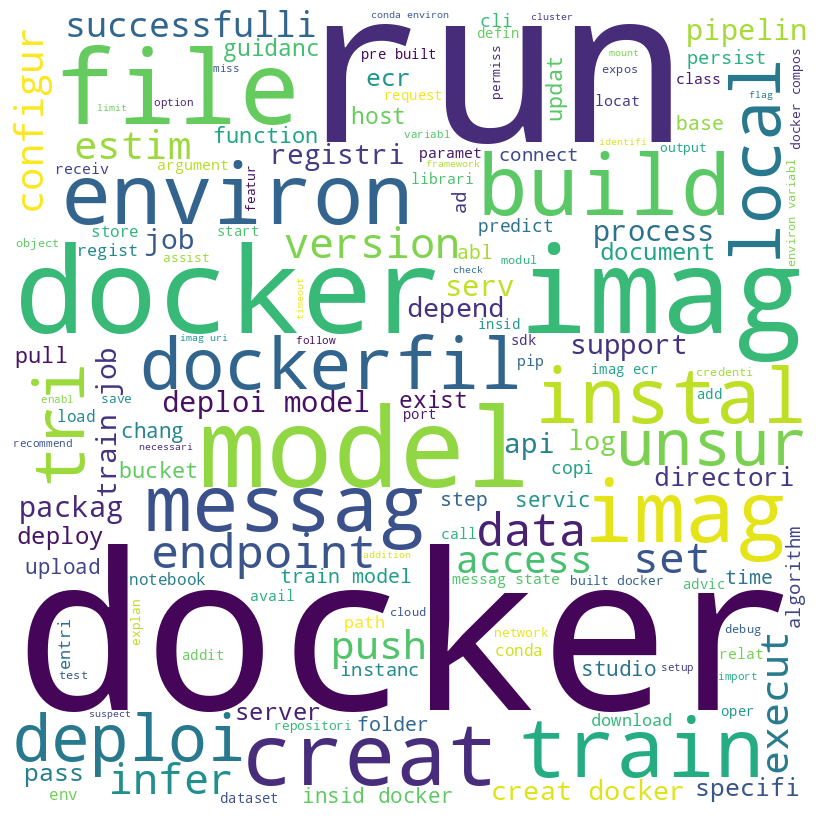 successfulli
conda environ
cli
cluster
pipelin
run
defin
guidanc
pre built
mount
persist
docker compos
configur
file
miss
ecr
permiss
expos
class
local
request
updat
option
host
locat
flag
limit
estim
function
variabl
base
registri
paramet
connect
identifi
output
receiv
argument
featur
framework
librari
build
environ
ad
environ variabl
store
start
predict
process
object
regist
job
version
abl
document
assist
modul
docker imag
check
serv
timeout
depend
insid
imag uri
follow
sdk
support
pull
train job
dockerfil
pip
imag ecr
credenti
tri
enabl
save
deploi model
exist
instal
add
load
port
recommend
chang
necessari
model
api
log
unsur
bucket
copi
directori
packag
messag
step
servic
imag
deploy
data
call
algorithm
endpoint
addition
access
set
upload
notebook
train model
messag state
built docker
advic
time
explan
avail
cloud
docker
path
network
debug
entri
addit
push
conda
relat
test
instanc
studio
setup
import
execut
suspect
server
folder
download
oper
deploi
repositori
creat
train
pass
infer
env
dataset
insid docker
creat docker
specifi